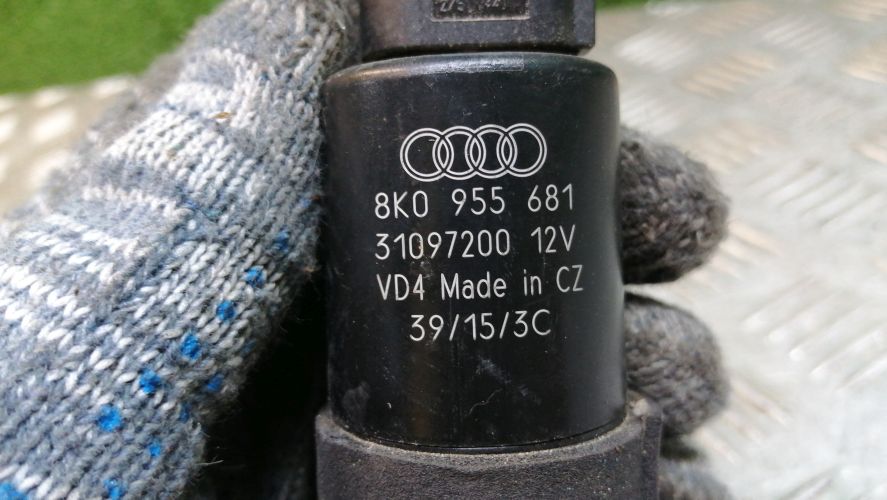 8K0 955 681
31097200 12V
VD4 Made in CZ
39/15/3C